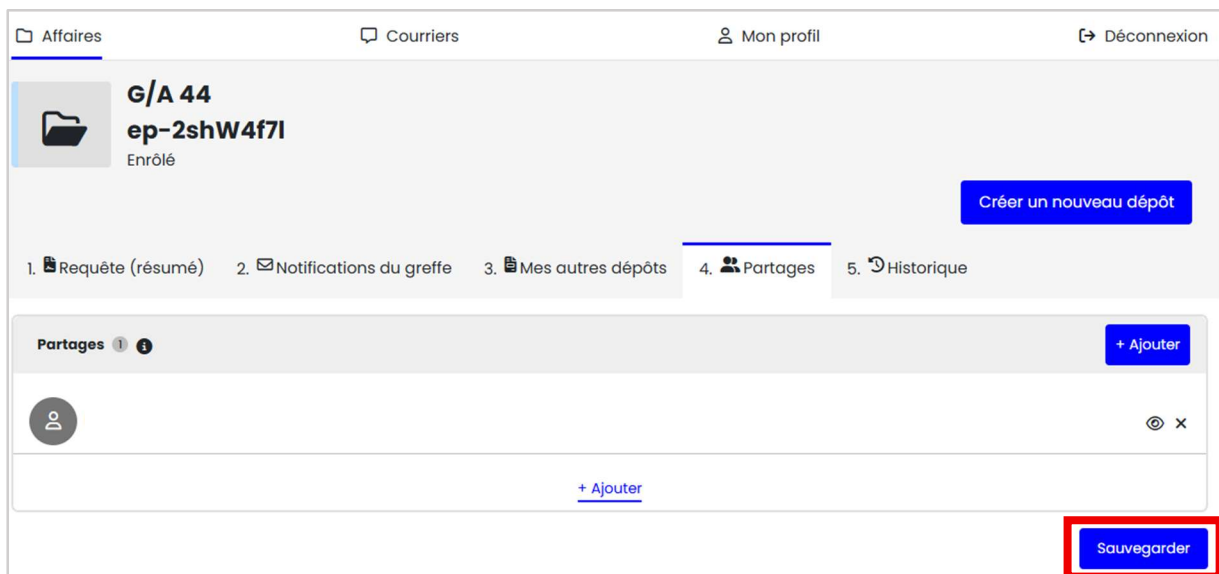 Affaires Courriers Mon profil Déconnexion
G/A 44
ep-2shW4f7l
Enrôlé
Créer un nouveau dépôt
1. Requête (résumé) 2. Notifications du greffe 3. Mes autres dépôts 4. Partages 5. Historique
Partages 1 + Ajouter
+ Ajouter
Sauvegarder